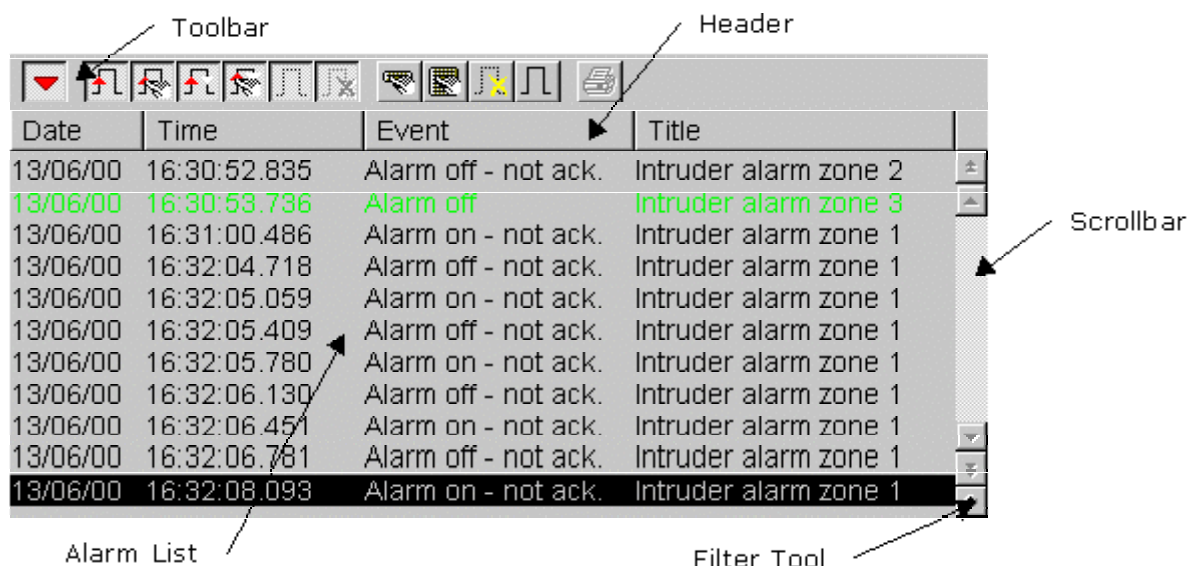 Toolbar
Header
Date Time Event Title
13/06/00 16:30:52.835 Alarm off - not ack. Intruder alarm zone 2
13/06/00 16:30:53.736 Alarm off Intruder alarm zone 3
13/06/00 16:31:00.486 Alarm on - not ack. Intruder alarm zone 1
13/06/00 16:32:04.718 Alarm off - not ack. Intruder alarm zone 1
13/06/00 16:32:05.059 Alarm on - not ack. Intruder alarm zone 1
13/06/00 16:32:05.409 Alarm off - not ack. Intruder alarm zone 1
13/06/00 16:32:05.780 Alarm on - not ack. Intruder alarm zone 1
13/06/00 16:32:06.130 Alarm off - not ack. Intruder alarm zone 1
13/06/00 16:32:06.451 Alarm on - not ack. Intruder alarm zone 1
13/06/00 16:32:06.781 Alarm off - not ack. Intruder alarm zone 1
13/06/00 16:32:08.093 Alarm on - not ack. Intruder alarm zone 1
Scrollbar
Alarm List
Filter Tool